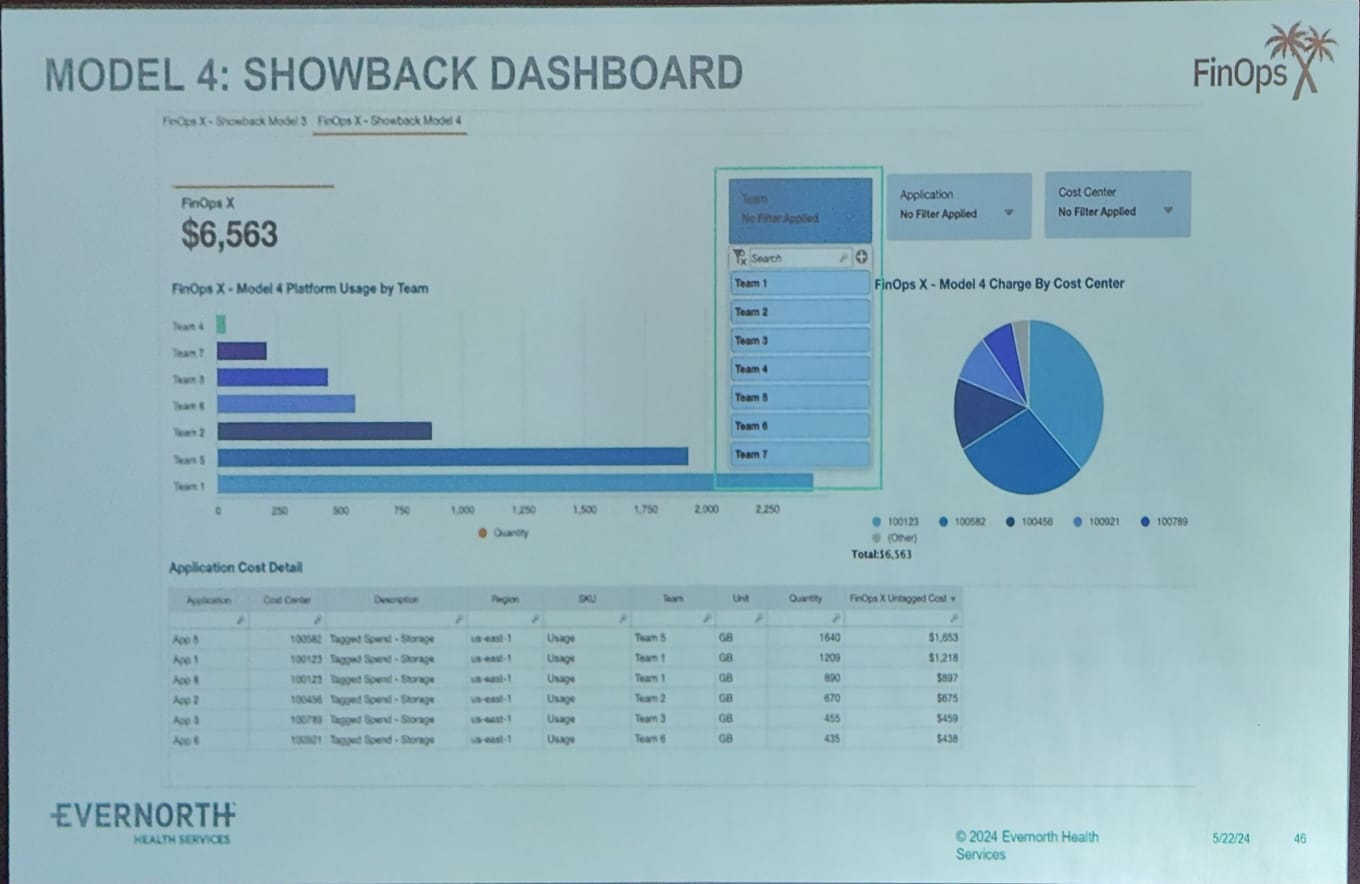 MODEL 4: SHOWBACK DASHBOARD
FinOps X
FinOps X - Showback Model 3 FinOps X - Showback Model 4
FinOps X
$6,563
Team
No Filter Applied
Application
No Filter Applied
Cost Center
No Filter Applied
Search
Team 1
Team 2
Team 3
Team 4
Team 5
Team 6
Team 7
FinOps X - Model 4 Platform Usage by Team
Team 4
Team 7
Team 3
Team 6
Team 2
Team 5
Team 1
0 250 500 750 1,000 1,250 1,500 1,750 2,000 2,250
Quantity
FinOps X - Model 4 Charge By Cost Center
100123 100582 100456 100921 100789
(Other)
Total:$6,563
Application Cost Detail
Application Cost Center Description Region SKU Team Unit Quantity FinOps X Untagged Cost
App 5 100582 Tagged Spend - Storage us-east-1 Usage Team 5 GB 1640 $1,653
App 1 100123 Tagged Spend - Storage us-east-1 Usage Team 1 GB 1209 $1,218
App 8 100123 Tagged Spend - Storage us-east-1 Usage Team 1 GB 890 $897
App 2 100456 Tagged Spend - Storage us-east-1 Usage Team 2 GB 670 $675
App 3 100789 Tagged Spend - Storage us-east-1 Usage Team 3 GB 455 $459
App 6 100921 Tagged Spend - Storage us-east-1 Usage Team 6 GB 435 $438
EVERNORTH
HEALTH SERVICES
© 2024 Evernorth Health
Services
5/22/24
46